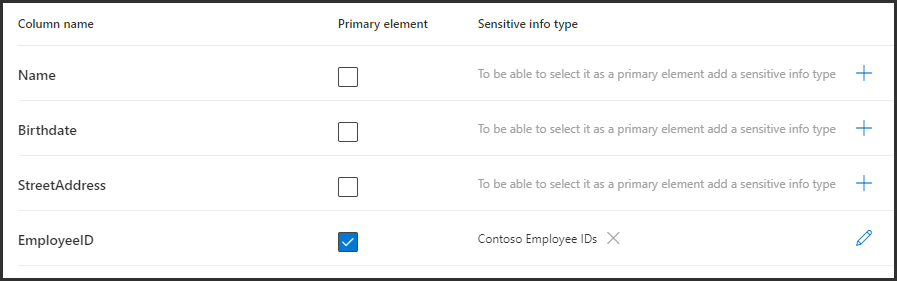 Column name Primary element Sensitive info type
Name To be able to select it as a primary element add a sensitive info type
Birthdate To be able to select it as a primary element add a sensitive info type
StreetAddress To be able to select it as a primary element add a sensitive info type
EmployeeID Contoso Employee IDs